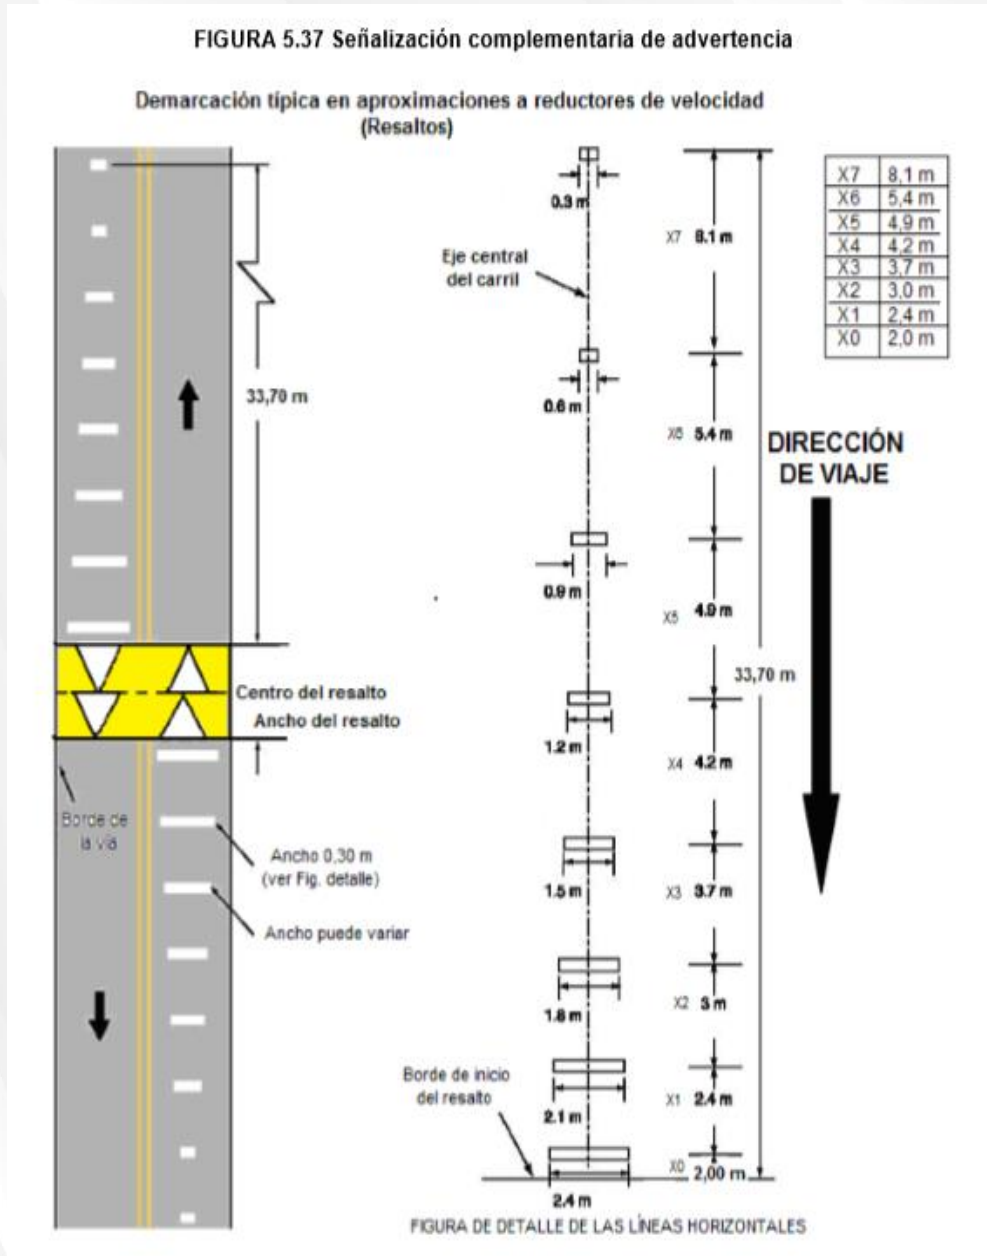 FIGURA 5.37 Señalización complementaria de advertencia
Demarcación típica en aproximaciones a reductores de velocidad
(Resaltos)
33,70 m
Centro del resalto
Ancho del resalto
Borde de
la vía
Ancho 0,30 m
(ver Fig. detalle)
Ancho puede variar
0.3 m
Eje central
del carril
X7 8.1 m
0.6 m
X6 5.4 m
0.9 m
X5 4.9 m
33,70 m
1.2 m
X4 4.2 m
1.5 m
X3 3.7 m
1.8 m
X2 3 m
Borde de inicio
del resalto
2.1 m
X1 2.4 m
X0 2,00 m
2.4 m
X7 8,1 m
X6 5,4 m
X5 4,9 m
X4 4,2 m
X3 3,7 m
X2 3,0 m
X1 2,4 m
X0 2,0 m
DIRECCIÓN
DE VIAJE
FIGURA DE DETALLE DE LAS LÍNEAS HORIZONTALES